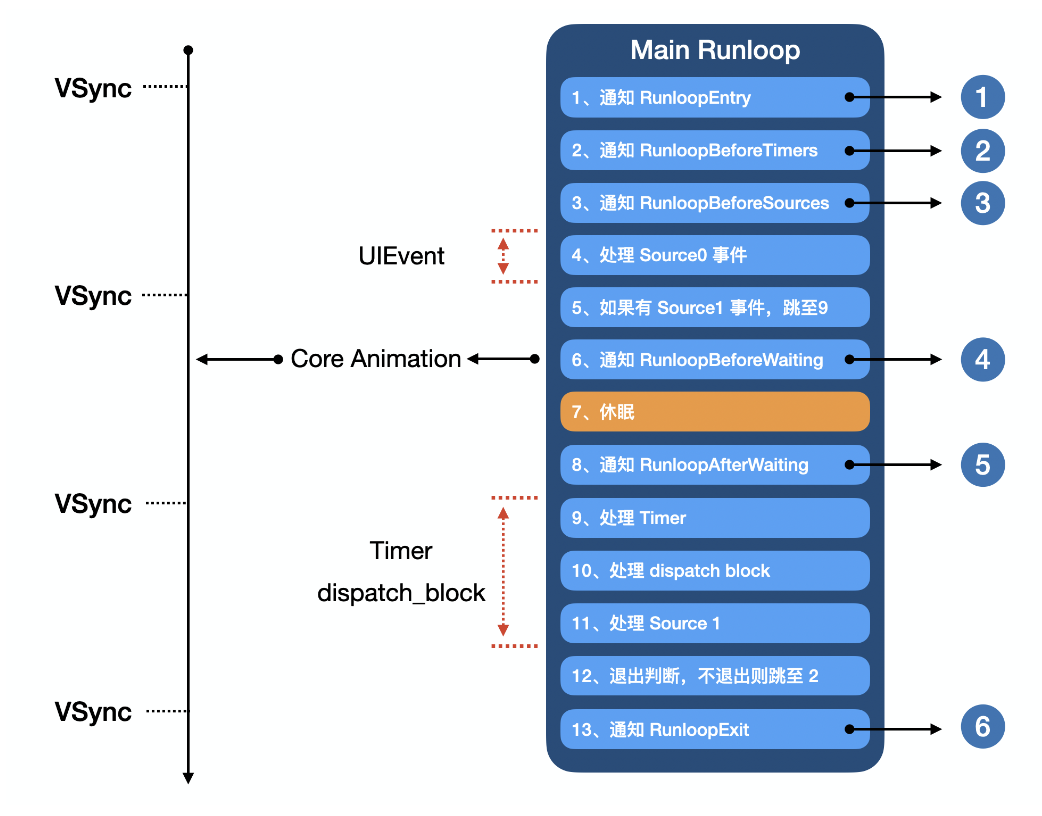 Main Runloop
VSync
1、通知 RunloopEntry
1
2、通知 RunloopBeforeTimers
2
3、通知 RunloopBeforeSources
3
UIEvent
4、处理 Source0 事件
VSync
5、如果有 Source1 事件，跳至9
Core Animation
6、通知 RunloopBeforeWaiting
4
7、休眠
8、通知 RunloopAfterWaiting
5
VSync
9、处理 Timer
Timer
dispatch_block
10、处理 dispatch block
11、处理 Source 1
12、退出判断，不退出则跳至 2
VSync
13、通知 RunloopExit
6